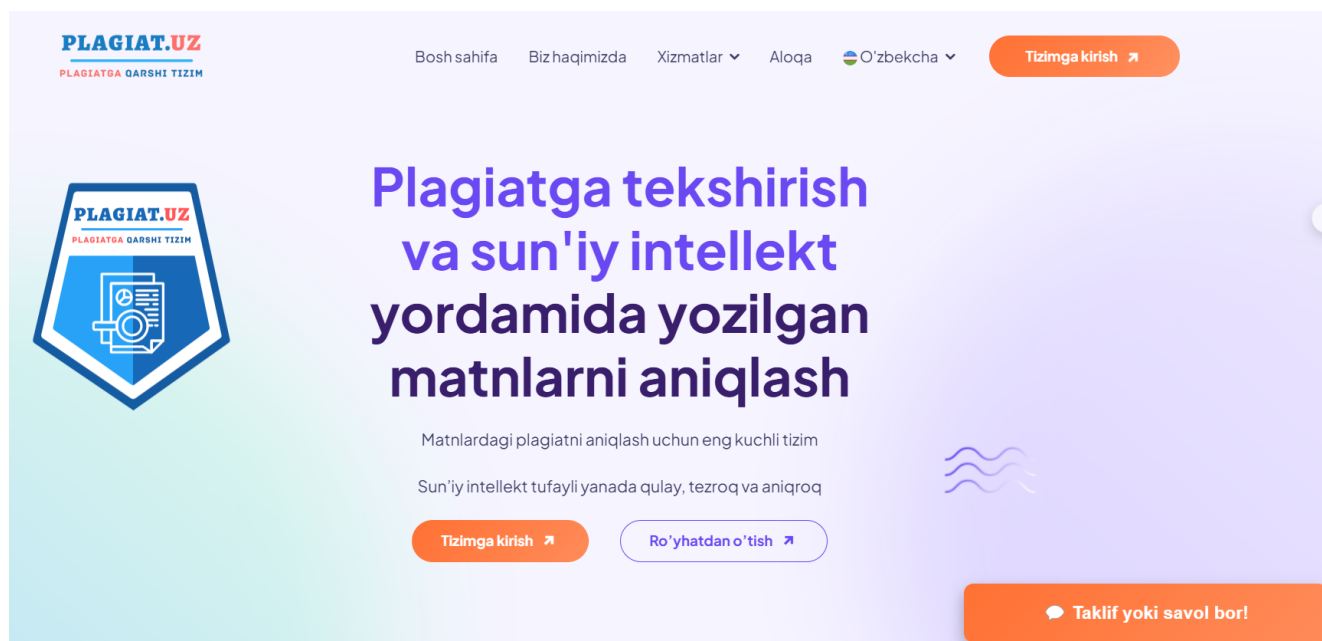 PLAGIAT.UZ
PLAGIATGA QARSHI TIZIM
Bosh sahifa Biz haqimizda Xizmatlar Aloqa O'zbekcha Tizimga kirish
PLAGIAT.UZ
PLAGIATGA QARSHI TIZIM
Plagiatga tekshirish
va sun'iy intellekt
yordamida yozilgan
matnlarni aniqlash
Matnlardagi plagiatni aniqlash uchun eng kuchli tizim
Sun’iy intellekt tufayli yanada qulay, tezroq va aniqroq
Tizimga kirish Ro’yhatdan o’tish
Taklif yoki savol bor!